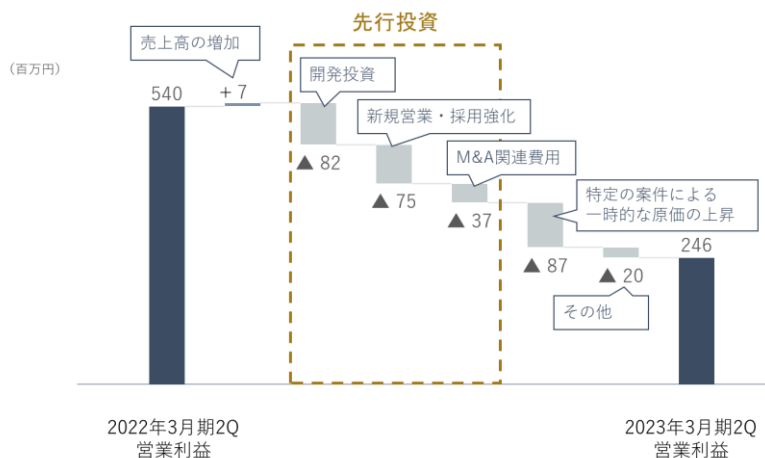 先行投資
売上高の増加
(百万円)
開発投資
540
+7
新規営業・採用強化
M&A関連費用
▲ 82
特定の案件による
一時的な原価の上昇
▲ 75
▲ 37
246
▲ 87
▲ 20
その他
2022年3月期2Q
営業利益
2023年3月期2Q
営業利益